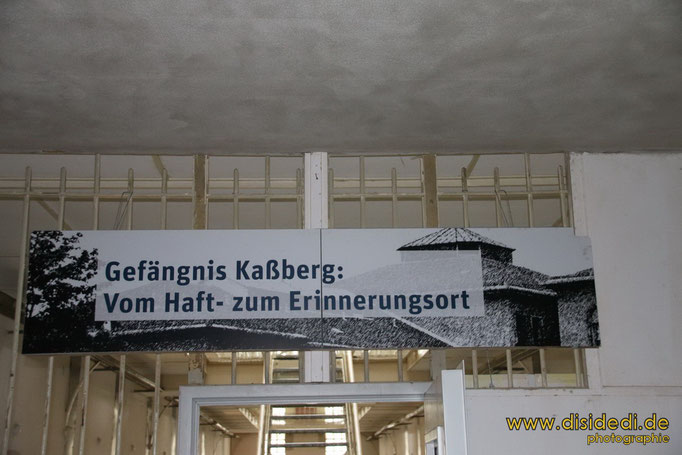 Gefängnis Kaßberg:
Vom Haft- zum Erinnerungsort
www.disidedi.de
photographie